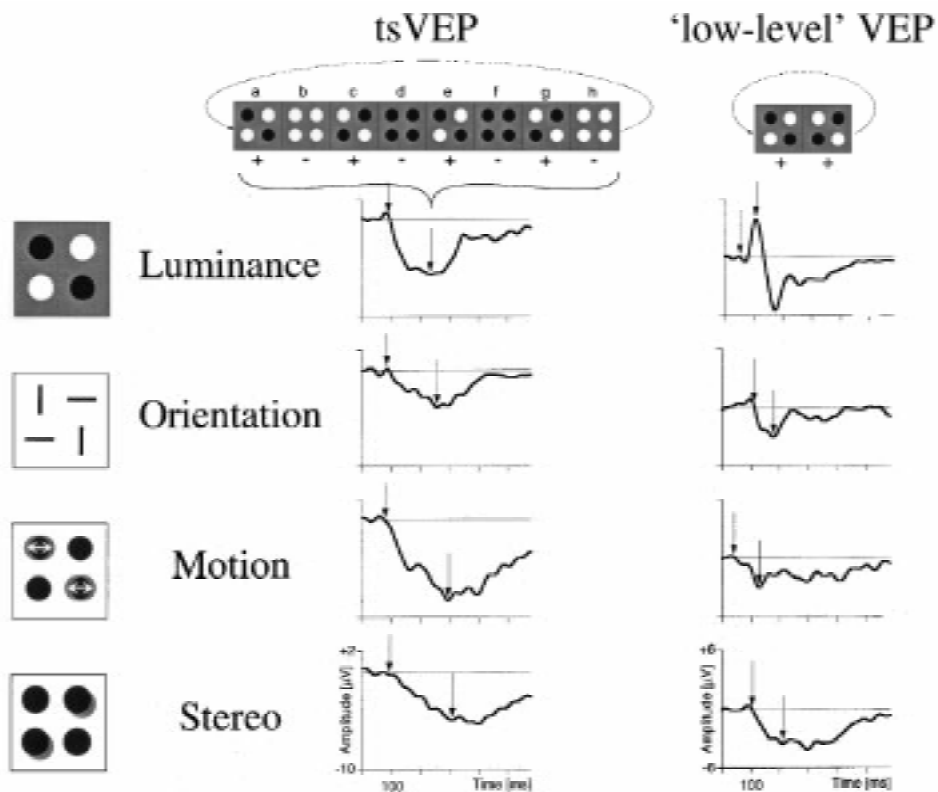 tsVEP 'low-level' VEP
a b c d e f g h
+ - + - + - + - + +
Luminance
Orientation
Motion
Stereo
+2
Amplitude [µV]
-10
100 Time [ms]
+6
Amplitude [µV]
-6
100 Time [ms]